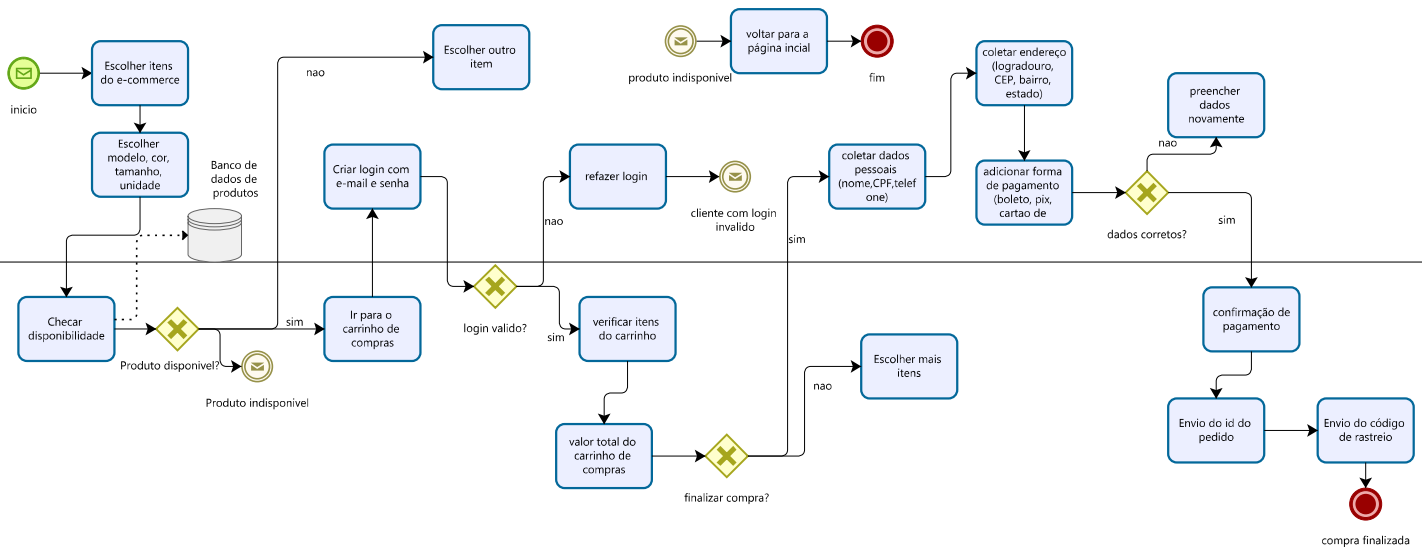 inicio
Escolher itens
do e-commerce
Escolher
modelo, cor,
tamanho,
unidade
Banco de
dados de
produtos
Checar
disponibilidade
Produto disponivel?
nao
Escolher outro
item
sim
Produto indisponivel
Ir para o
carrinho de
compras
Criar login com
e-mail e senha
login valido?
nao
refazer login
cliente com login
invalido
sim
verificar itens
do carrinho
valor total do
carrinho de
compras
finalizar compra?
nao
Escolher mais
itens
sim
produto indisponivel
voltar para a
página incial
fim
coletar dados
pessoais
(nome,CPF,telef
one)
coletar endereço
(logradouro,
CEP, bairro,
estado)
adicionar forma
de pagamento
(boleto, pix,
cartao de
dados corretos?
nao
preencher
dados
novamente
sim
confirmação de
pagamento
Envio do id do
pedido
Envio do código
de rastreio
compra finalizada